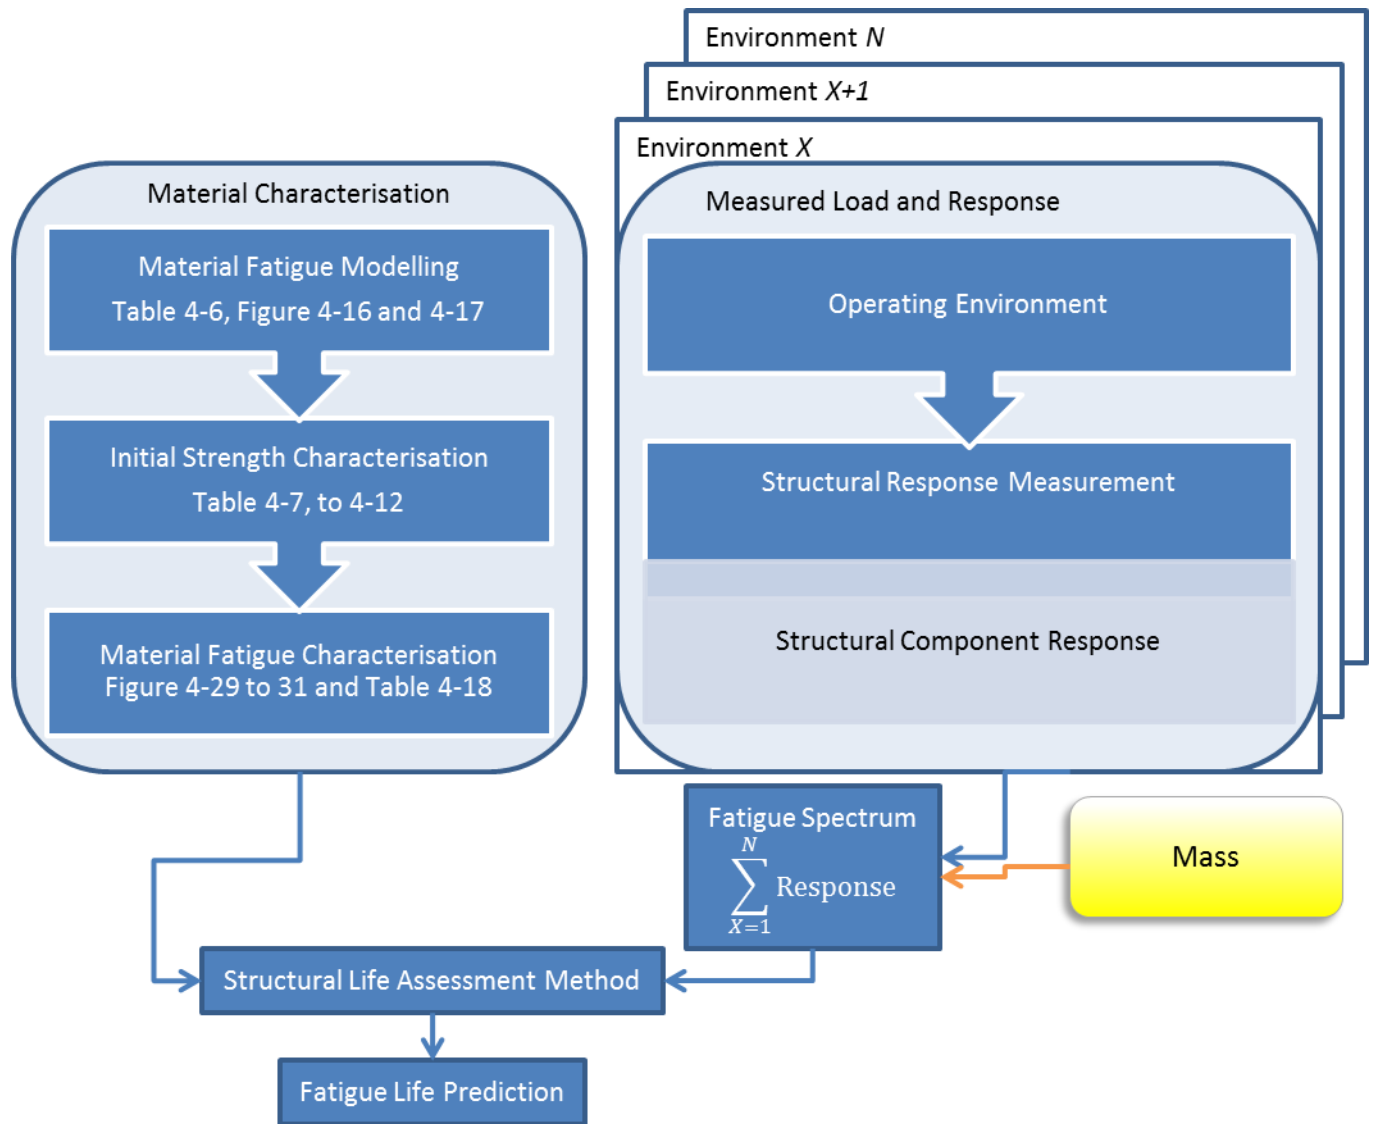 Environment N
Environment X+1
Environment X
Material Characterisation
Material Fatigue Modelling
Table 4-6, Figure 4-16 and 4-17
Initial Strength Characterisation
Table 4-7, to 4-12
Material Fatigue Characterisation
Figure 4-29 to 31 and Table 4-18
Measured Load and Response
Operating Environment
Structural Response Measurement
Structural Component Response
Fatigue Spectrum
N
∑ Response
X=1
Mass
Structural Life Assessment Method
Fatigue Life Prediction